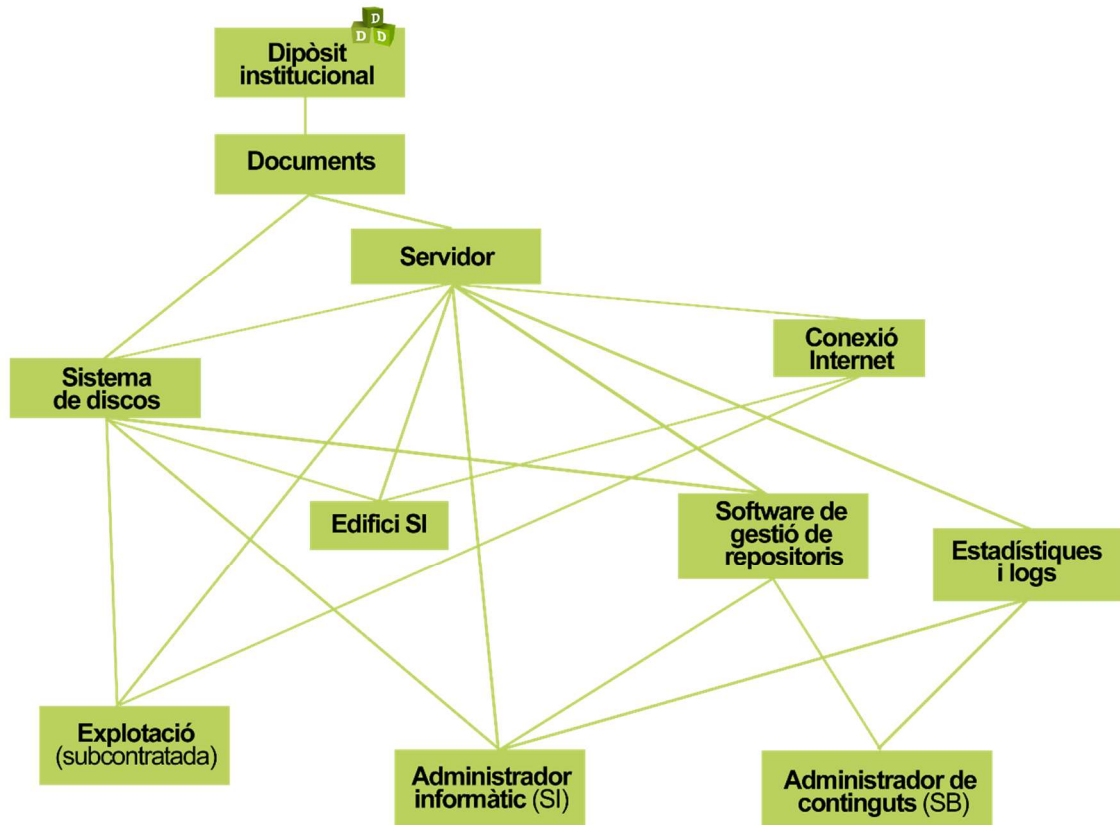 D
D D
Dipòsit
institucional
Documents
Servidor
Conexió
Internet
Sistema
de discos
Edifici SI
Software de
gestió de
repositoris
Estadístiques
i logs
Explotació
(subcontratada)
Administrador
informàtic (SI)
Administrador de
continguts (SB)